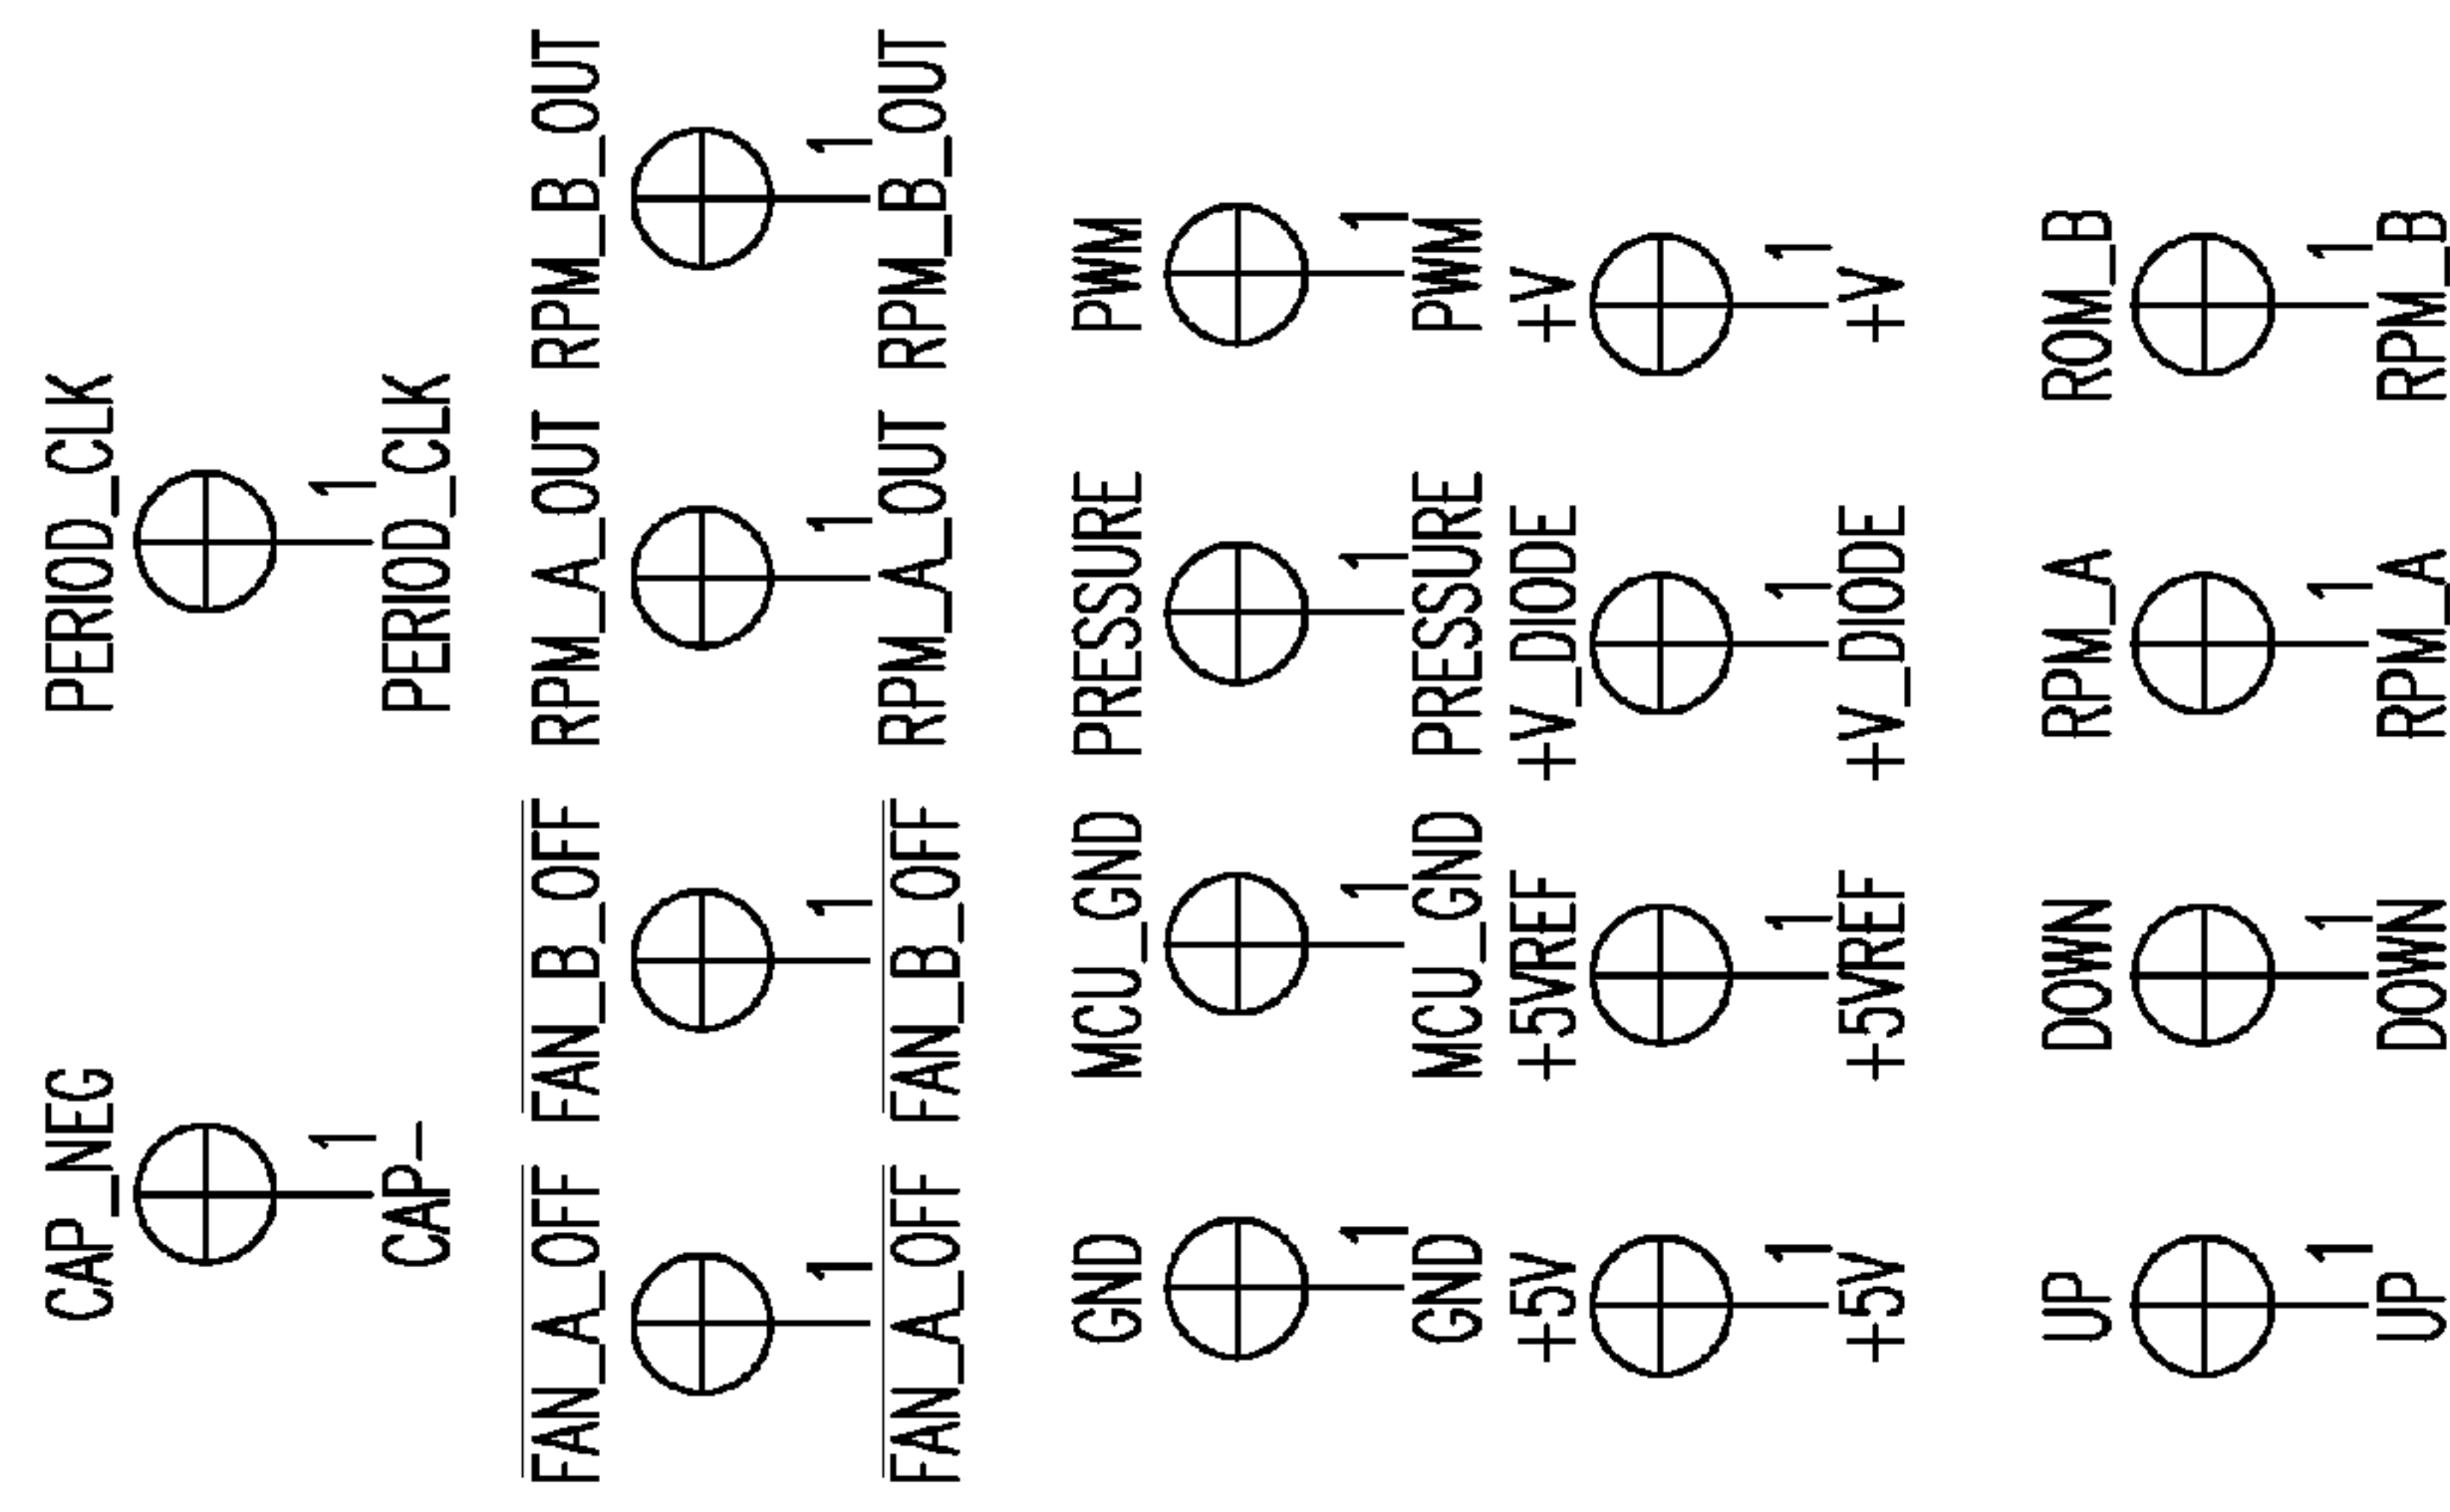 CAP_NEG PERIOD_CLK
1 1
CAP- PERIOD_CLK
FAN_A_OFF FAN_B_OFF RPM_A_OUT RPM_B_OUT
1 1 1 1
FAN_A_OFF FAN_B_OFF RPM_A_OUT RPM_B_OUT
GND MCU_GND PRESSURE PWM
1 1 1 1
GND MCU_GND PRESSURE PWM
+5V +5VREF +V_DIODE +V
1 1 1 1
+5V +5VREF +V_DIODE +V
UP DOWN RPM_A ROM_B
1 1 1 1
UP DOWN RPM_A RPM_B